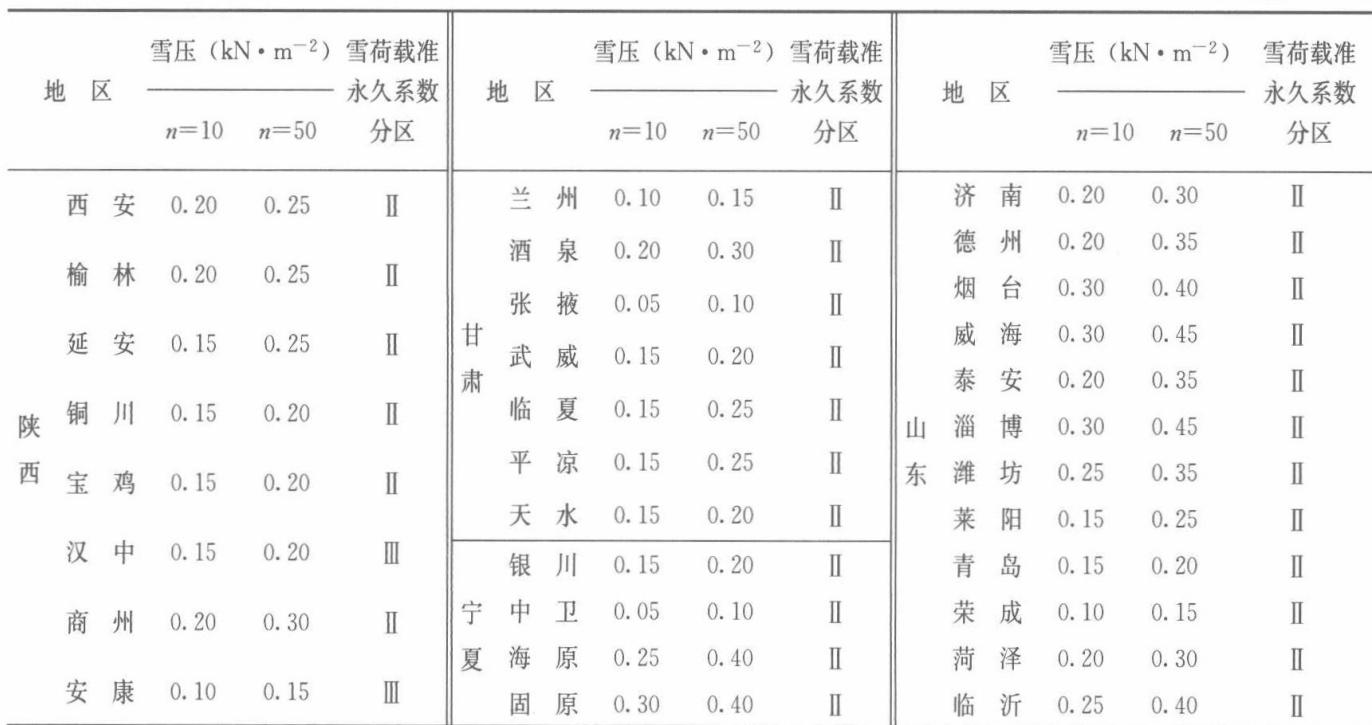 地 区 雪压（kN·m⁻²） 雪荷载准永久系数分区
n=10 n=50
陕西
西 安 0.20 0.25 Ⅱ
榆 林 0.20 0.25 Ⅱ
延 安 0.15 0.25 Ⅱ
铜 川 0.15 0.20 Ⅱ
宝 鸡 0.15 0.20 Ⅱ
汉 中 0.15 0.20 Ⅲ
商 州 0.20 0.30 Ⅱ
安 康 0.10 0.15 Ⅲ
地 区 雪压（kN·m⁻²） 雪荷载准永久系数分区
n=10 n=50
甘肃
兰 州 0.10 0.15 Ⅱ
酒 泉 0.20 0.30 Ⅱ
张 掖 0.05 0.10 Ⅱ
武 威 0.15 0.20 Ⅱ
临 夏 0.15 0.25 Ⅱ
平 凉 0.15 0.25 Ⅱ
天 水 0.15 0.20 Ⅱ
宁夏
银 川 0.15 0.20 Ⅱ
中 卫 0.05 0.10 Ⅱ
海 原 0.25 0.40 Ⅱ
固 原 0.30 0.40 Ⅱ
地 区 雪压（kN·m⁻²） 雪荷载准永久系数分区
n=10 n=50
山东
济 南 0.20 0.30 Ⅱ
德 州 0.20 0.35 Ⅱ
烟 台 0.30 0.40 Ⅱ
威 海 0.30 0.45 Ⅱ
泰 安 0.20 0.35 Ⅱ
淄 博 0.30 0.45 Ⅱ
潍 坊 0.25 0.35 Ⅱ
莱 阳 0.15 0.25 Ⅱ
青 岛 0.15 0.20 Ⅱ
荣 成 0.10 0.15 Ⅱ
菏 泽 0.20 0.30 Ⅱ
临 沂 0.25 0.40 Ⅱ